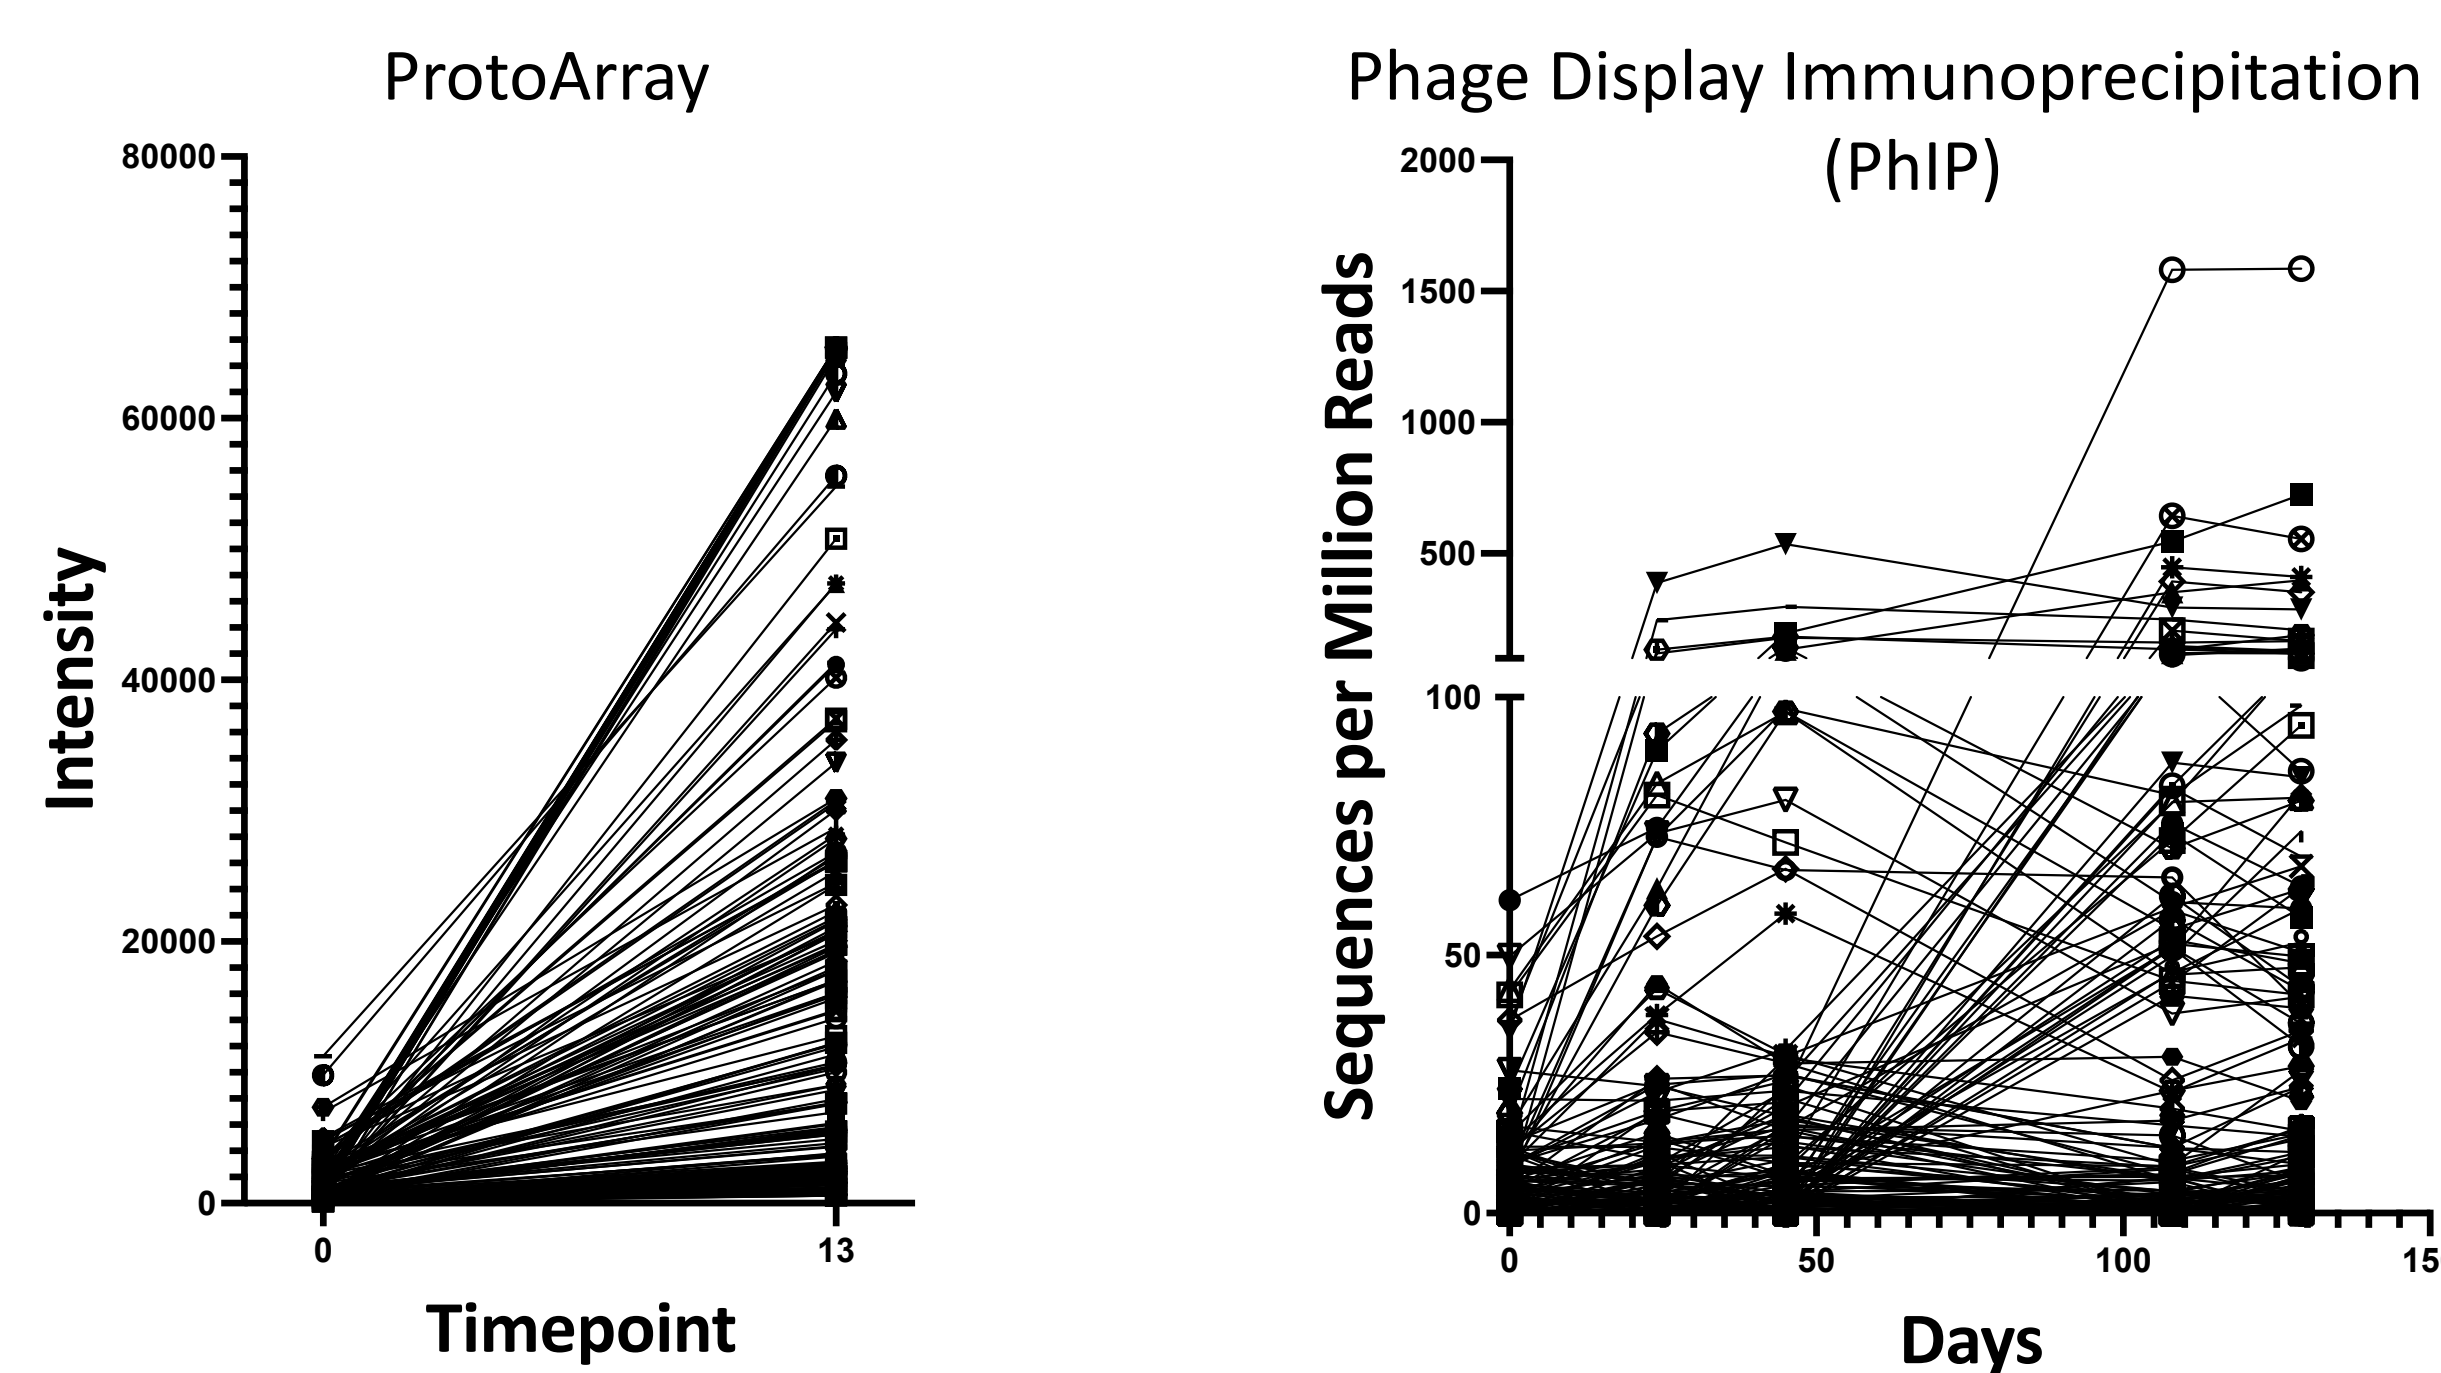 ProtoArray
80000
60000
40000
20000
0
0
13
Intensity
Timepoint
Phage Display Immunoprecipitation
(PhIP)
2000
1500
1000
500
100
50
0
0
50
100
15
Sequences per Million Reads
Days